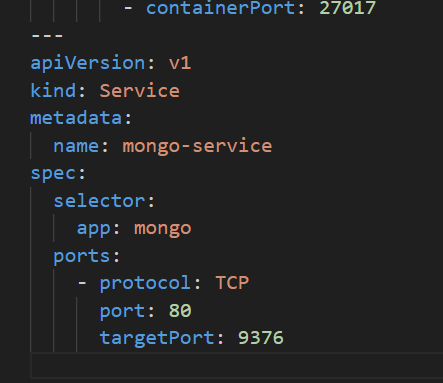 - containerPort: 27017
---
apiVersion: v1
kind: Service
metadata:
  name: mongo-service
spec:
  selector:
    app: mongo
  ports:
    - protocol: TCP
      port: 80
      targetPort: 9376